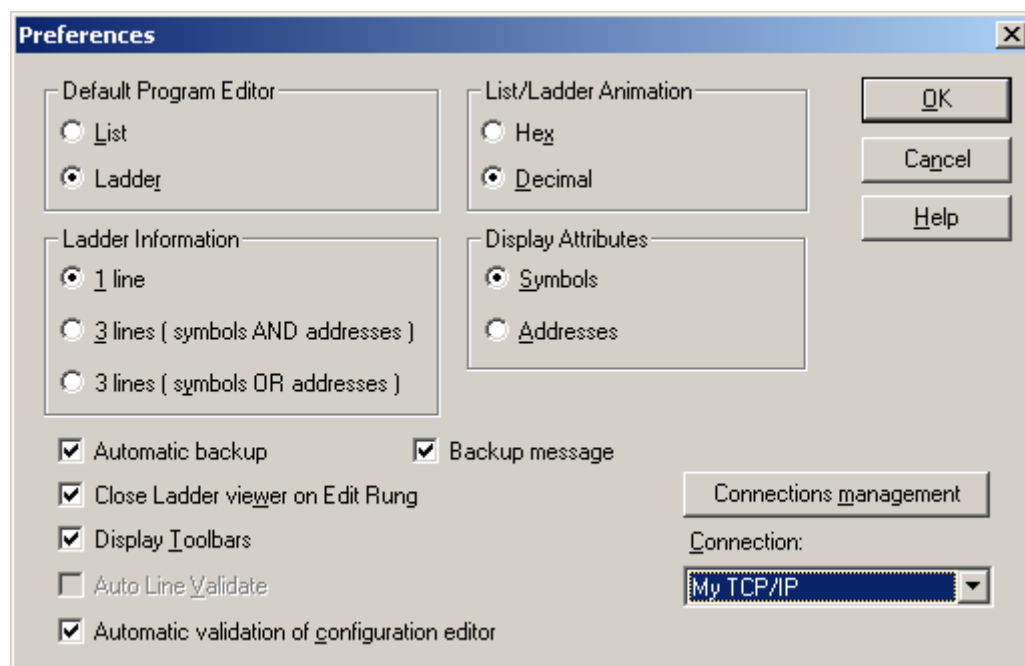 Preferences
Default Program Editor
List
Ladder
List/Ladder Animation
Hex
Decimal
OK
Cancel
Help
Ladder Information
1 line
3 lines ( symbols AND addresses )
3 lines ( symbols OR addresses )
Display Attributes
Symbols
Addresses
Automatic backup
Backup message
Close Ladder viewer on Edit Rung
Display Toolbars
Auto Line Validate
Automatic validation of configuration editor
Connections management
Connection:
My TCP/IP